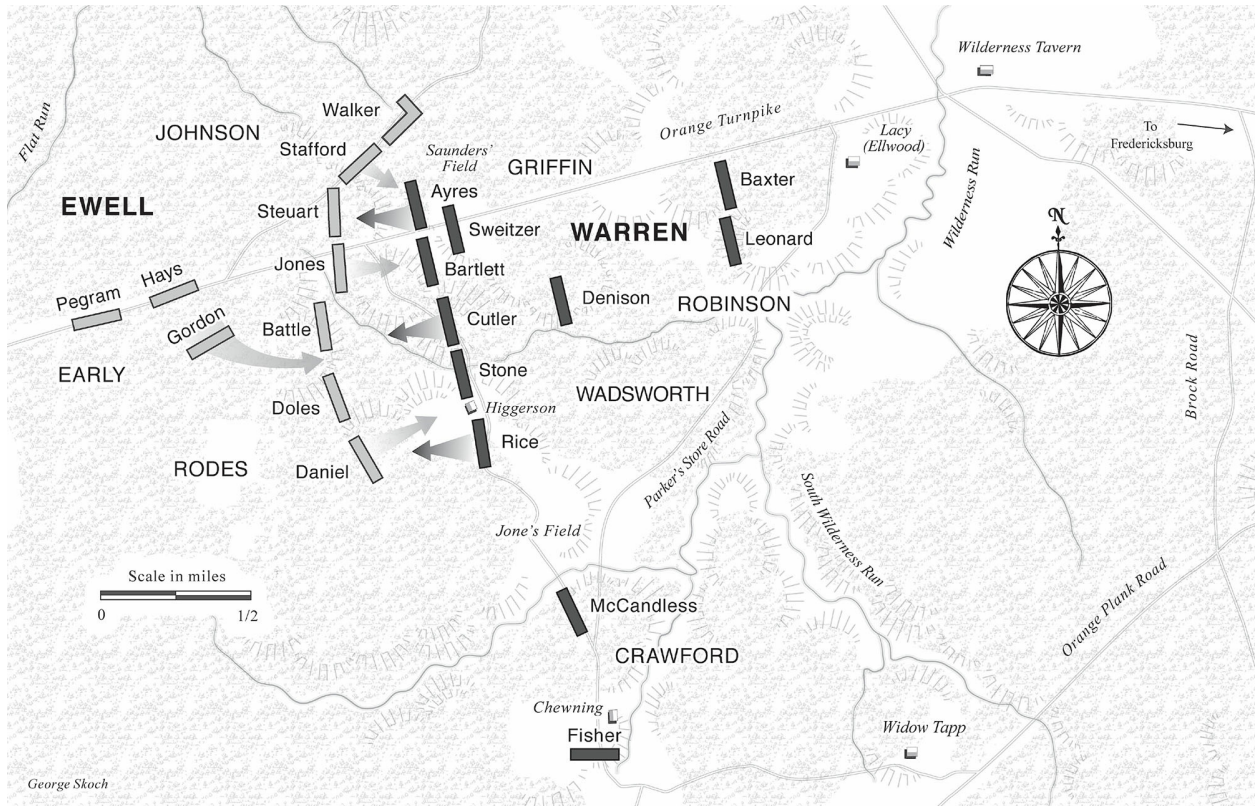 Wilderness Tavern
Flat Run
Walker
JOHNSON
Orange Turnpike
To
Fredericksburg
Lacy
(Ellwood)
Stafford
Saunders'
Field
GRIFFIN
Ayres
Baxter
EWELL
Steuart
Sweitzer
WARREN
Leonard
Wilderness Run
N
Jones
Bartlett
Hays
Pegram
Denison
ROBINSON
Gordon
Battle
Cutler
EARLY
Stone
WADSWORTH
Brock Road
Doles
Higgerson
Rice
RODES
Daniel
Parker's Store Road
South Wilderness Run
Jone's Field
Scale in miles
0
1/2
McCandless
Orange Plank Road
CRAWFORD
Chewning
Fisher
Widow Tapp
George Skoch